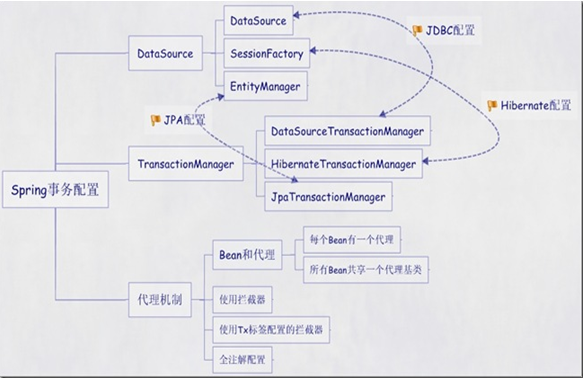 DataSource
JDBC配置
DataSource
SessionFactory
EntityManager
Hibernate配置
JPA配置
DataSourceTransactionManager
TransactionManager
HibernateTransactionManager
JpaTransactionManager
Spring事务配置
每个Bean有一个代理
Bean和代理
所有Bean共享一个代理基类
代理机制
使用拦截器
使用Tx标签配置的拦截器
全注解配置